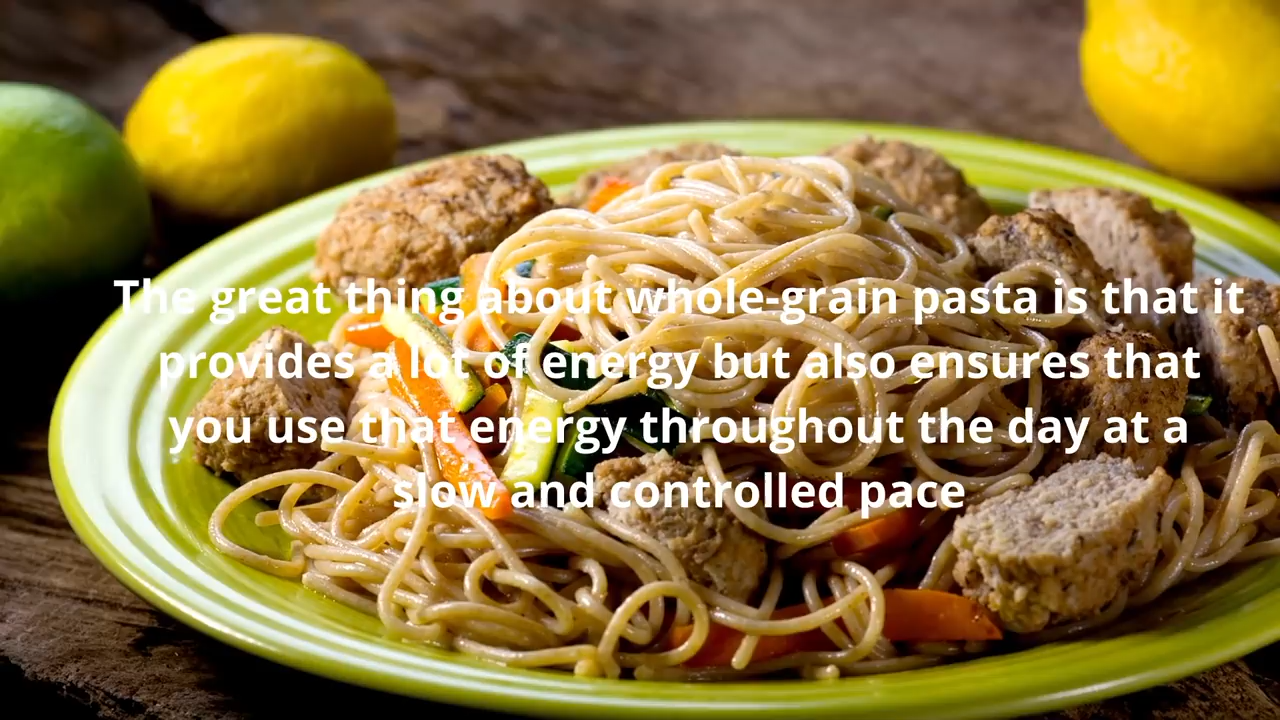 The great thing about whole-grain pasta is that it
provides a lot of energy but also ensures that
you use that energy throughout the day at a
slow and controlled pace